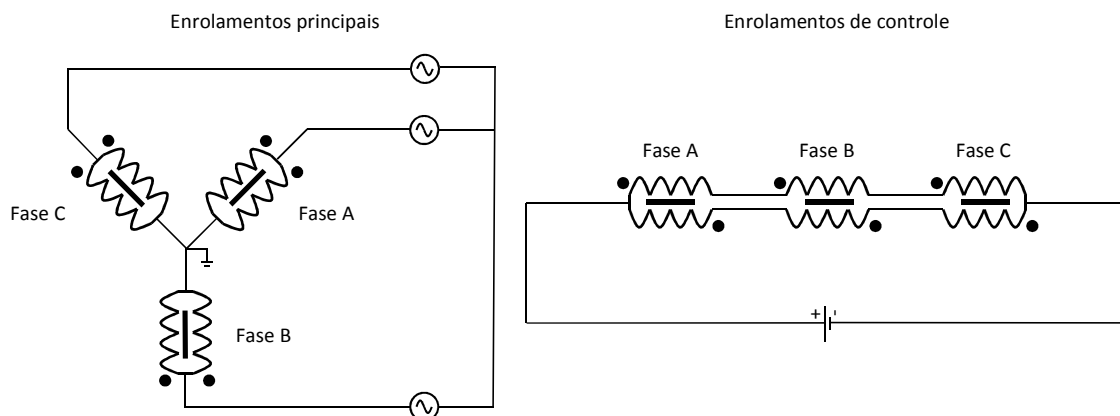 Enrolamentos principais
Fase C
Fase A
Fase B
Enrolamentos de controle
Fase A
Fase B
Fase C
+ -